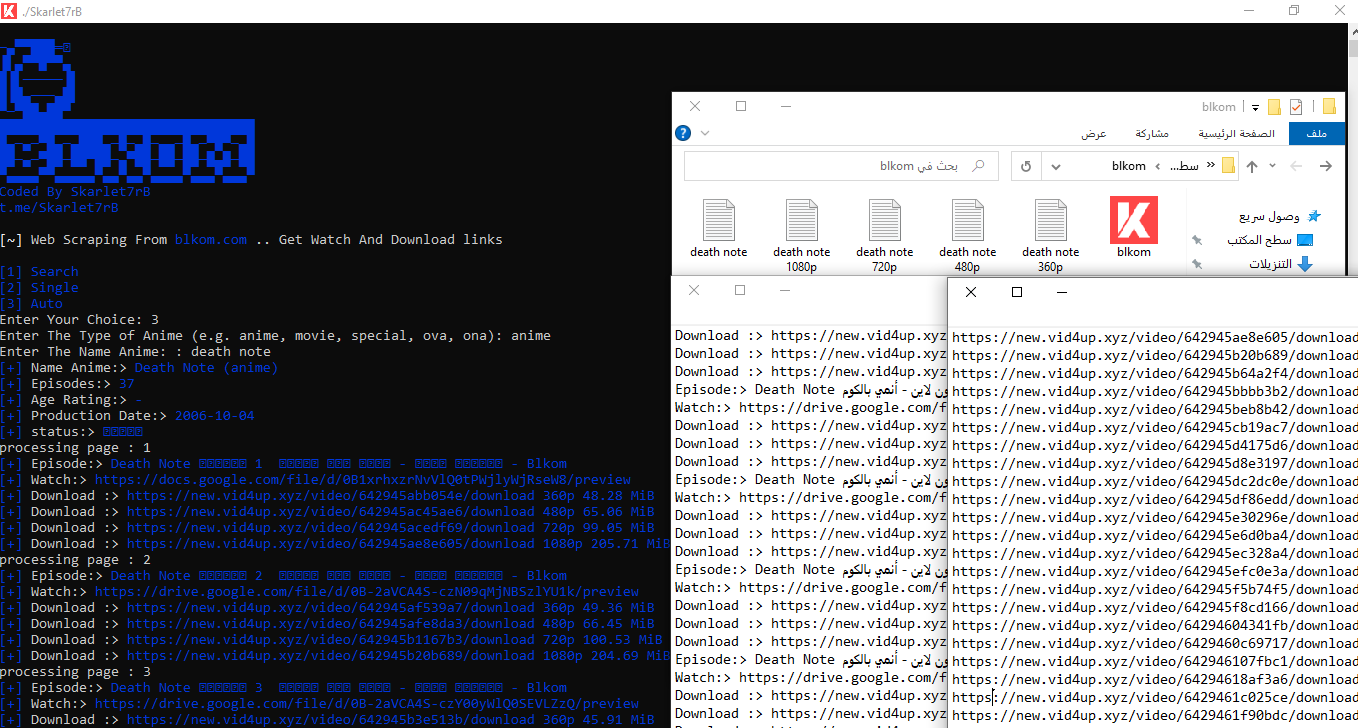 ./Skarlet7rB
BLKOM
Coded By Skarlet7rB
t.me/Skarlet7rB
[~] Web Scraping From blkom.com .. Get Watch And Download links
[1] Search
[2] Single
[3] Auto
Enter Your Choice: 3
Enter The Type of Anime (e.g. anime, movie, special, ova, ona): anime
Enter The Name Anime: : death note
[+] Name Anime:> Death Note (anime)
[+] Episodes:> 37
[+] Age Rating:> -
[+] Production Date:> 2006-10-04
[+] status:>
processing page : 1
[+] Episode:> Death Note 1 - - Blkom
[+] Watch:> https://docs.google.com/file/d/0B1xrhxzrNvVlQ0tPWjlyWjRseW8/preview
[+] Download :> https://new.vid4up.xyz/video/642945abb054e/download 360p 48.28 MiB
[+] Download :> https://new.vid4up.xyz/video/642945ac45ae6/download 480p 65.06 MiB
[+] Download :> https://new.vid4up.xyz/video/642945acedf69/download 720p 99.05 MiB
[+] Download :> https://new.vid4up.xyz/video/642945ae8e605/download 1080p 205.71 MiB
processing page : 2
[+] Episode:> Death Note 2 - - Blkom
[+] Watch:> https://drive.google.com/file/d/0B-2aVCA45-czN09qMjNBSzlYU1k/preview
[+] Download :> https://new.vid4up.xyz/video/642945af539a7/download 360p 49.36 MiB
[+] Download :> https://new.vid4up.xyz/video/642945afe8da3/download 480p 66.45 MiB
[+] Download :> https://new.vid4up.xyz/video/642945b1167b3/download 720p 100.53 MiB
[+] Download :> https://new.vid4up.xyz/video/642945b20b689/download 1080p 204.69 MiB
processing page : 3
[+] Episode:> Death Note 3 - - Blkom
[+] Watch:> https://drive.google.com/file/d/0B-2aVCA45-czY00yWlQ0SEVLZzQ/preview
[+] Download :> https://new.vid4up.xyz/video/642945b3e513b/download 360p 45.91 MiB
blkom
ملف
الصفحة الرئيسية
مشاركة
عرض
سط...
blkom
بحث في blkom
وصول سريع
سطح المكتب
التنزيلات
blkom
death note 360p
death note 480p
death note 720p
death note 1080p
death note
Download :> https://new.vid4up.xyz
Download :> https://new.vid4up.xyz
Download :> https://new.vid4up.xyz
Episode:> Death Note ون لاين - أنمي بالكوم
Watch:> https://drive.google.com/f
Download :> https://new.vid4up.xyz
Download :> https://new.vid4up.xyz
Download :> https://new.vid4up.xyz
Episode:> Death Note ون لاين - أنمي بالكوم
Watch:> https://drive.google.com/f
Download :> https://new.vid4up.xyz
Download :> https://new.vid4up.xyz
Download :> https://new.vid4up.xyz
Episode:> Death Note ون لاين - أنمي بالكوم
Watch:> https://drive.google.com/f
Download :> https://new.vid4up.xyz
Download :> https://new.vid4up.xyz
Download :> https://new.vid4up.xyz
Episode:> Death Note ون لاين - أنمي بالكوم
Watch:> https://drive.google.com/f
Download :> https://new.vid4up.xyz
Download :> https://new.vid4up.xyz
https://new.vid4up.xyz/video/642945ae8e605/download
https://new.vid4up.xyz/video/642945b20b689/download
https://new.vid4up.xyz/video/642945b64a2f4/download
https://new.vid4up.xyz/video/642945bbbb3b2/download
https://new.vid4up.xyz/video/642945beb8b42/download
https://new.vid4up.xyz/video/642945cb19ac7/download
https://new.vid4up.xyz/video/642945d4175d6/download
https://new.vid4up.xyz/video/642945d8e3197/download
https://new.vid4up.xyz/video/642945dc2dc0e/download
https://new.vid4up.xyz/video/642945df86edd/download
https://new.vid4up.xyz/video/642945e30296e/download
https://new.vid4up.xyz/video/642945e6d0ba4/download
https://new.vid4up.xyz/video/642945ec328a4/download
https://new.vid4up.xyz/video/642945efc0e3a/download
https://new.vid4up.xyz/video/642945f5b74f5/download
https://new.vid4up.xyz/video/642945f8cd166/download
https://new.vid4up.xyz/video/64294604341fb/download
https://new.vid4up.xyz/video/6429460c69717/download
https://new.vid4up.xyz/video/642946107fbc1/download
https://new.vid4up.xyz/video/64294618af3a6/download
https://new.vid4up.xyz/video/6429461c025ce/download
https://new.vid4up.xyz/video/6429461f90bdc/download